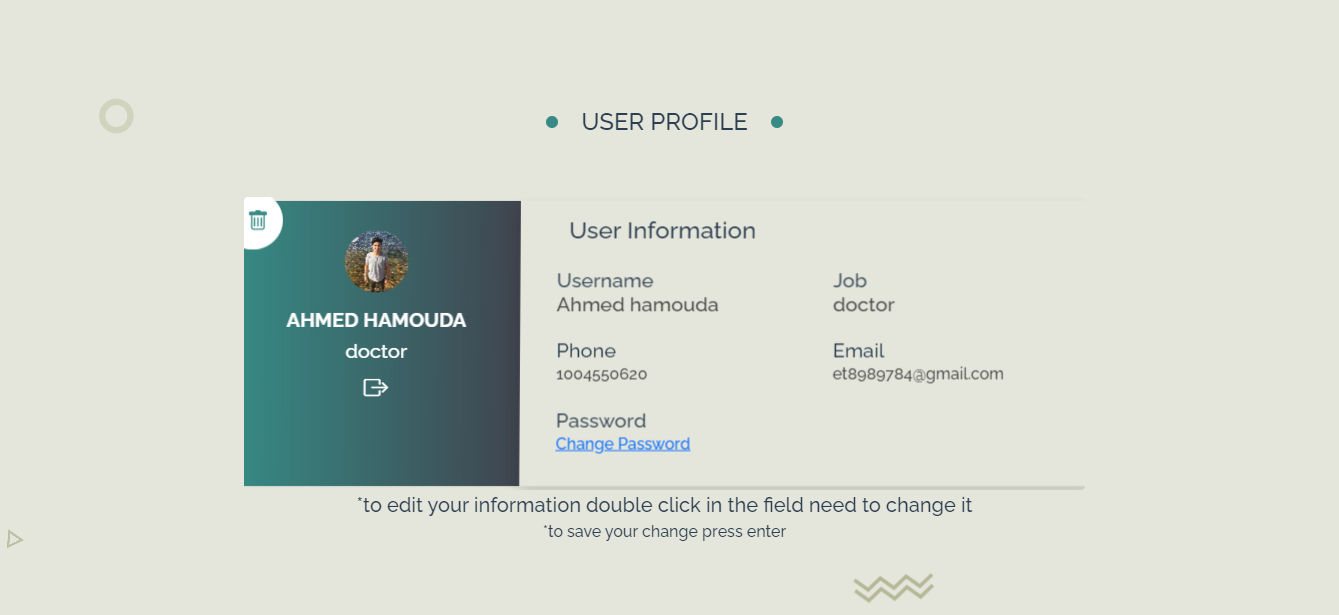 USER PROFILE
AHMED HAMOUDA
doctor
User Information
Username
Ahmed hamouda
Job
doctor
Phone
1004550620
Email
et8989784@gmail.com
Password
Change Password
*to edit your information double click in the field need to change it
*to save your change press enter